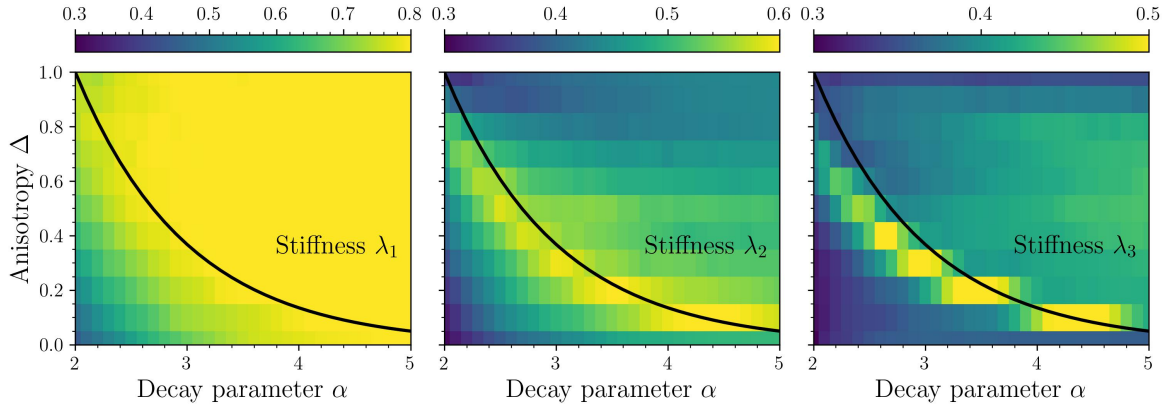 0.3 0.4 0.5 0.6 0.7 0.8
0.3 0.4 0.5 0.6
0.3 0.4 0.5
1.0
0.8
0.6
0.4
0.2
0.0
Anisotropy Δ
Stiffness λ₁
Stiffness λ₂
Stiffness λ₃
2 3 4 5
2 3 4 5
2 3 4 5
Decay parameter α
Decay parameter α
Decay parameter α